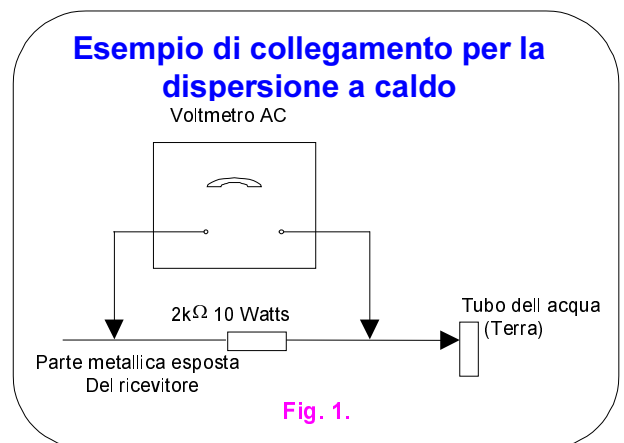 Esempio di collegamento per la
dispersione a caldo
Voltmetro AC
2kΩ 10 Watts
Tubo dell acqua
(Terra)
Parte metallica esposta
Del ricevitore
Fig. 1.